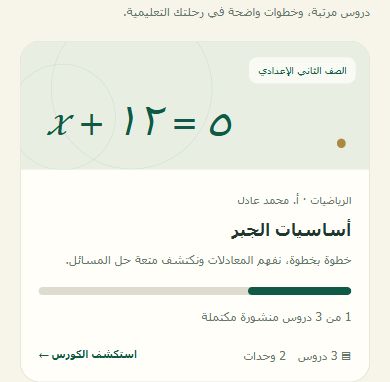 دروس مرتبة، وخطوات واضحة في رحلتك التعليمية.
الصف الثاني الإعدادي
x + ١٢ = ٥
الرياضيات · أ. محمد عادل
أساسيات الجبر
خطوة بخطوة، نفهم المعادلات ونكتشف متعة حل المسائل.
1 من 3 دروس منشورة مكتملة
3 دروس 2 وحدات
استكشف الكورس ←